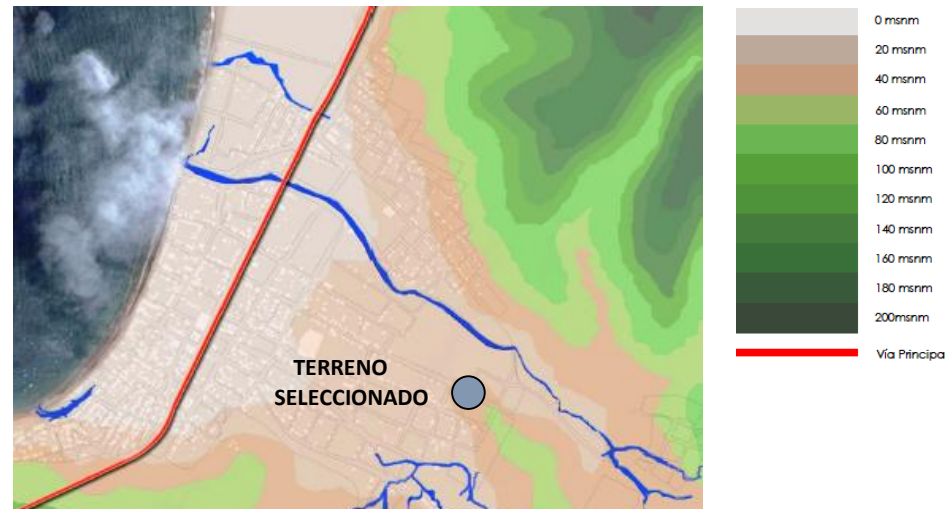 TERRENO
SELECCIONADO
0 msnm
20 msnm
40 msnm
60 msnm
80 msnm
100 msnm
120 msnm
140 msnm
160 msnm
180 msnm
200msnm
Vía Principa